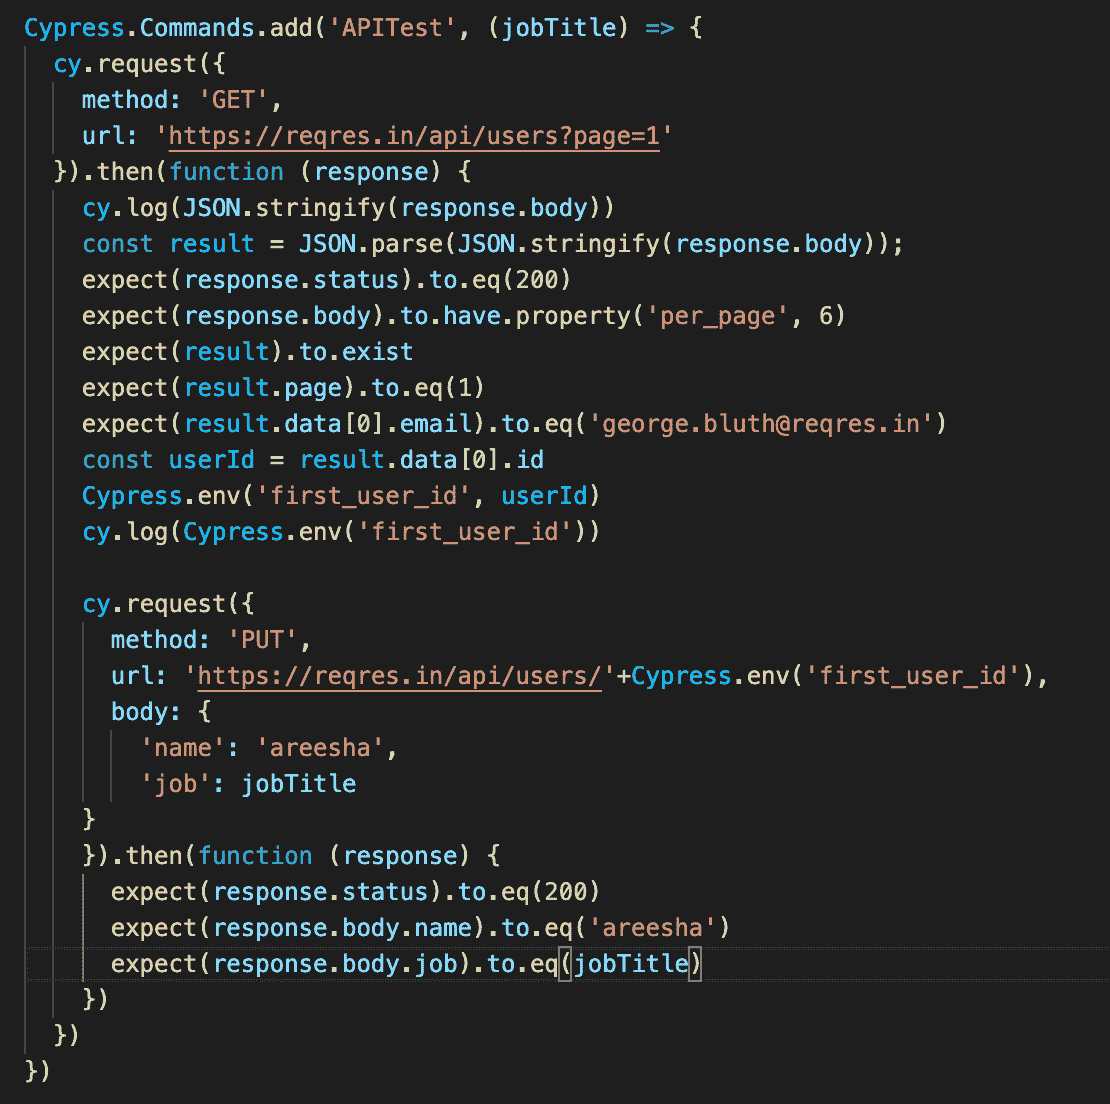 Cypress.Commands.add('APITest', (jobTitle) => {
  cy.request({
    method: 'GET',
    url: 'https://reqres.in/api/users?page=1'
  }).then(function (response) {
    cy.log(JSON.stringify(response.body))
    const result = JSON.parse(JSON.stringify(response.body));
    expect(response.status).to.eq(200)
    expect(response.body).to.have.property('per_page', 6)
    expect(result).to.exist
    expect(result.page).to.eq(1)
    expect(result.data[0].email).to.eq('george.bluth@reqres.in')
    const userId = result.data[0].id
    Cypress.env('first_user_id', userId)
    cy.log(Cypress.env('first_user_id'))

    cy.request({
      method: 'PUT',
      url: 'https://reqres.in/api/users/'+Cypress.env('first_user_id'),
      body: {
        'name': 'areesha',
        'job': jobTitle
    }
    }).then(function (response) {
      expect(response.status).to.eq(200)
      expect(response.body.name).to.eq('areesha')
      expect(response.body.job).to.eq(jobTitle)
    })
  })
})